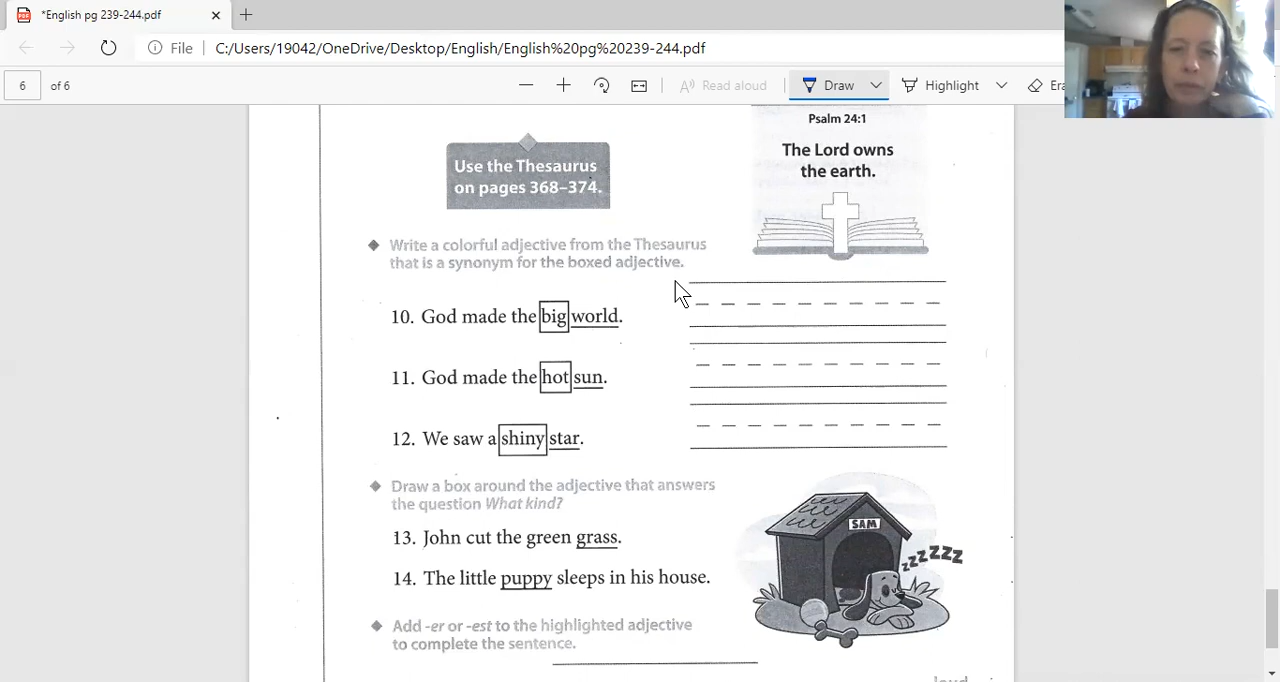 *English pg 239-244.pdf
File
C:/Users/19042/OneDrive/Desktop/English/English%20pg%20239-244.pdf
6 of 6
Read aloud
Draw
Highlight
Psalm 24:1
The Lord owns
the earth.
Use the Thesaurus
on pages 368–374.
Write a colorful adjective from the Thesaurus
that is a synonym for the boxed adjective.
10. God made the big world.
11. God made the hot sun.
12. We saw a shiny star.
Draw a box around the adjective that answers
the question What kind?
13. John cut the green grass.
14. The little puppy sleeps in his house.
SAM
zzzzzz
Add -er or -est to the highlighted adjective
to complete the sentence.